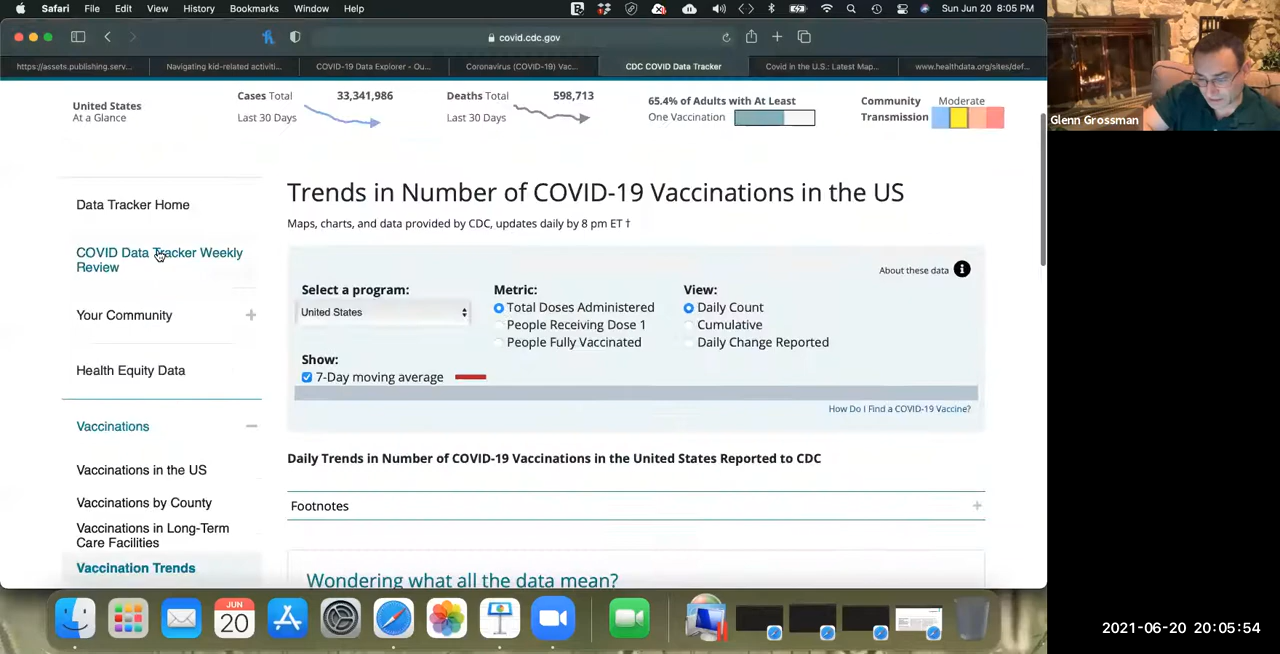 Safari File Edit View History Bookmarks Window Help Sun Jun 20 8:05 PM
covid.cdc.gov
https://assets.publishing.serv... Navigating kid-related activiti... COVID-19 Data Explorer - Ou... Coronavirus (COVID-19) Vac... CDC COVID Data Tracker Covid in the U.S.: Latest Map... www.healthdata.org/sites/def...
United States
At a Glance
Cases Total 33,341,986
Last 30 Days
Deaths Total 598,713
Last 30 Days
65.4% of Adults with At Least
One Vaccination
Community Moderate
Transmission
Glenn Grossman
Data Tracker Home
COVID Data Tracker Weekly
Review
Your Community +
Health Equity Data
Vaccinations −
Vaccinations in the US
Vaccinations by County
Vaccinations in Long-Term
Care Facilities
Vaccination Trends
Trends in Number of COVID-19 Vaccinations in the US
Maps, charts, and data provided by CDC, updates daily by 8 pm ET †
About these data i
Select a program:
United States
Metric:
Total Doses Administered
People Receiving Dose 1
People Fully Vaccinated
View:
Daily Count
Cumulative
Daily Change Reported
Show:
7-Day moving average
How Do I Find a COVID-19 Vaccine?
Daily Trends in Number of COVID-19 Vaccinations in the United States Reported to CDC
Footnotes +
Wondering what all the data mean?
JUN
20
2021-06-20 20:05:54